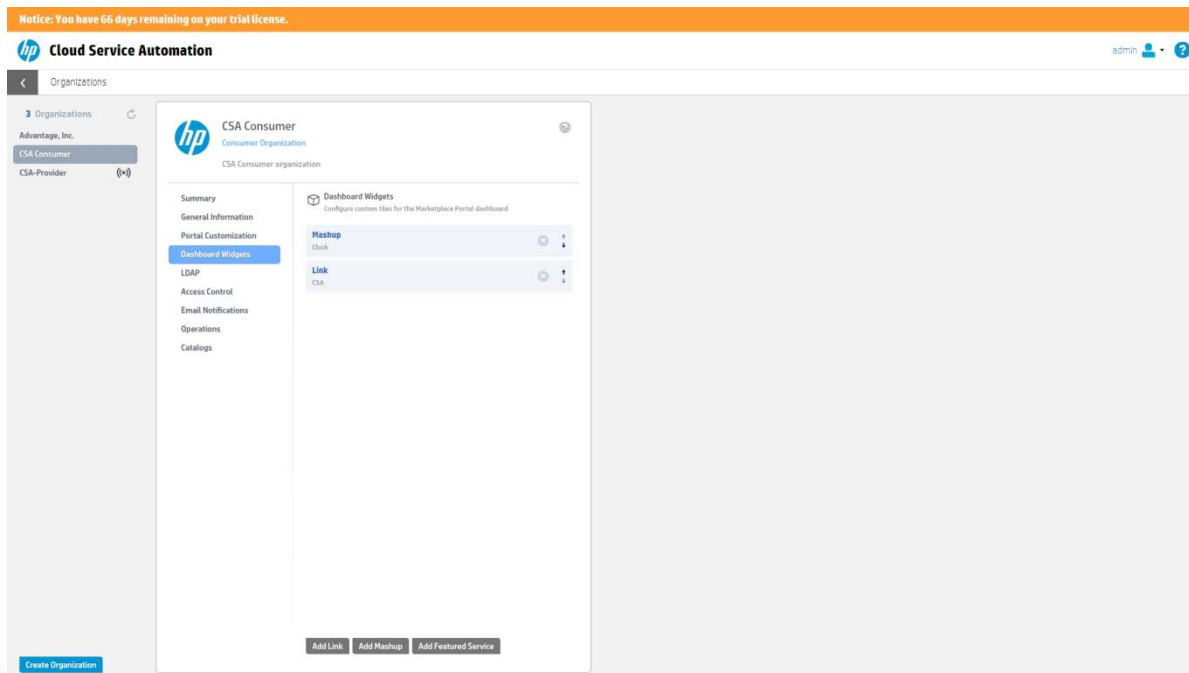 Notice: You have 66 days remaining on your trial license.
hp Cloud Service Automation
admin
?
Organizations
3 Organizations
Advantage, Inc.
CSA Consumer
CSA-Provider
Create Organization
hp
CSA Consumer
Consumer Organization
CSA Consumer organization
Summary
General Information
Portal Customization
Dashboard Widgets
LDAP
Access Control
Email Notifications
Operations
Catalogs
Dashboard Widgets
Configure custom tiles for the Marketplace Portal dashboard
Mashup
Clock
Link
CSA
Add Link Add Mashup Add Featured Service